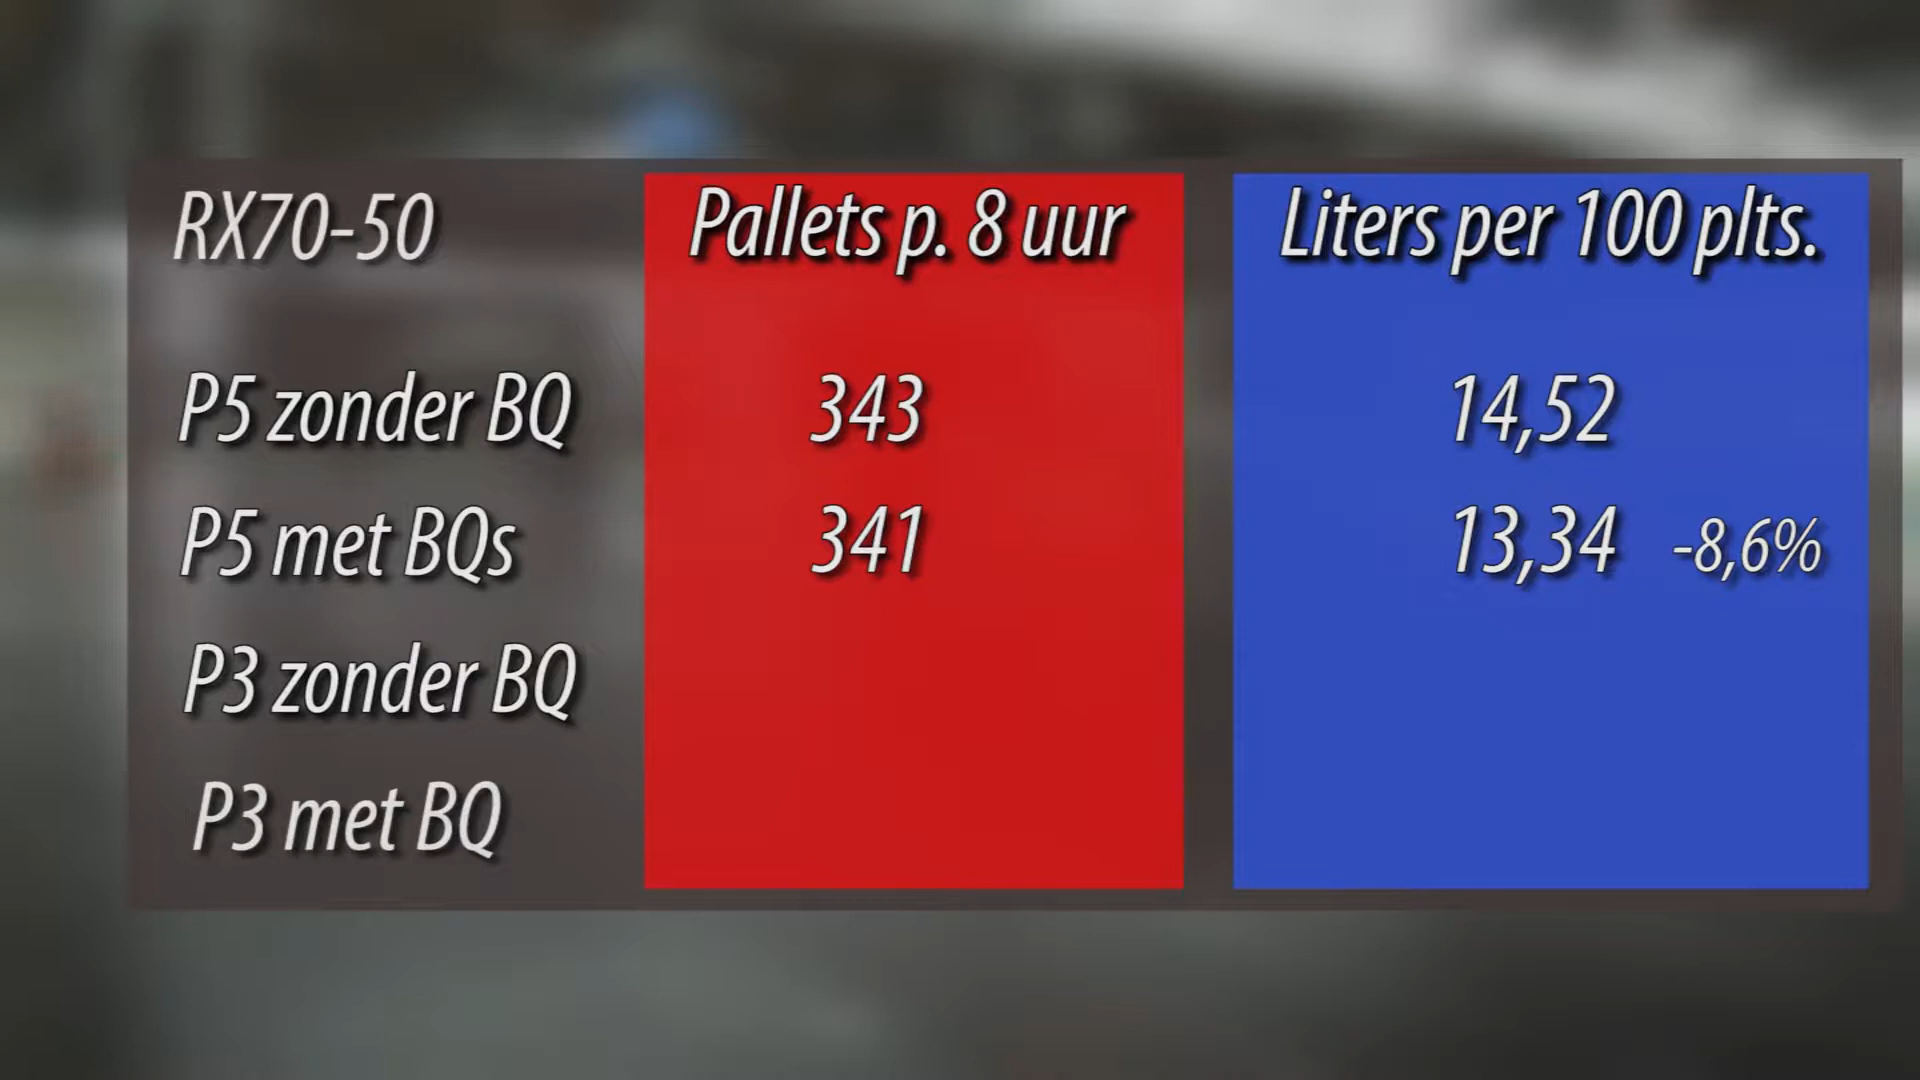 RX70-50 Pallets p. 8 uur Liters per 100 plts.
P5 zonder BQ 343 14,52
P5 met BQs 341 13,34 -8,6%
P3 zonder BQ
P3 met BQ